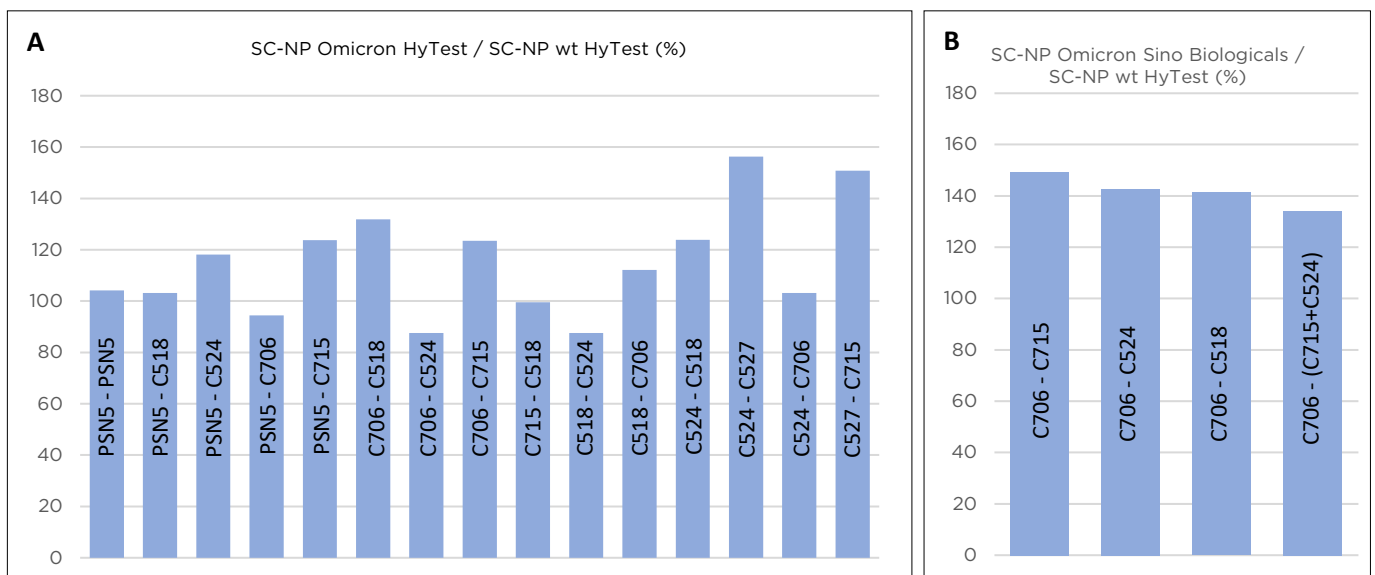 A
SC-NP Omicron HyTest / SC-NP wt HyTest (%)
180
160
140
120
100
80
60
40
20
0
PSN5 - PSN5
PSN5 - C518
PSN5 - C524
PSN5 - C706
PSN5 - C715
C706 - C518
C706 - C524
C706 - C715
C715 - C518
C518 - C524
C518 - C706
C524 - C518
C524 - C527
C524 - C706
C527 - C715
B
SC-NP Omicron Sino Biologicals /
SC-NP wt HyTest (%)
180
160
140
120
100
80
60
40
20
0
C706 - C715
C706 - C524
C706 - C518
C706 - (C715+C524)